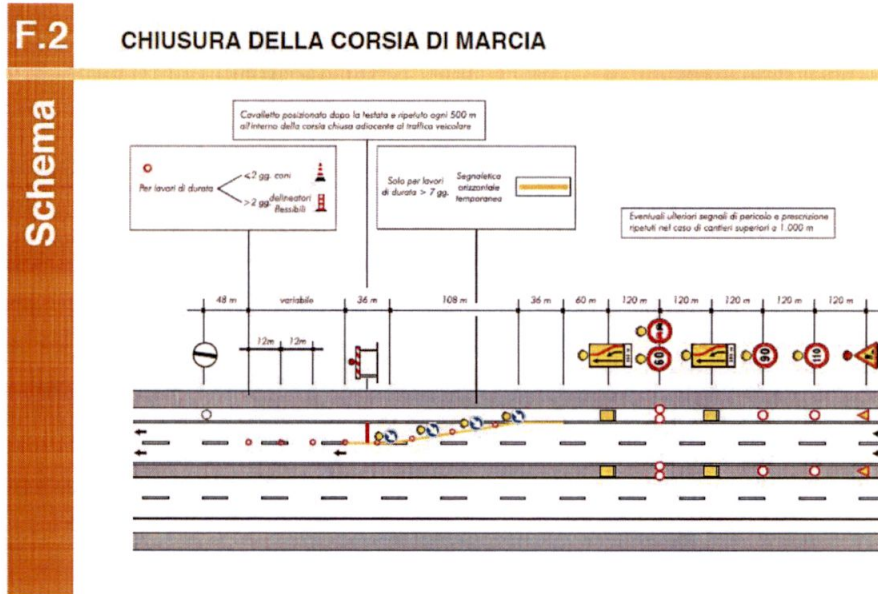 F.2
CHIUSURA DELLA CORSIA DI MARCIA
Schema
Cavalletto posizionato dopo la testata e ripetuto ogni 500 m
all'interno della corsia chiusa adiacente al traffico veicolare
Per lavori di durata
<2 gg. coni
>2 gg. delineatori
flessibili
Solo per lavori
di durata > 7 gg.
Segnaletica
orizzontale
temporanea
Eventuali ulteriori segnali di pericolo e prescrizione
ripetuti nel caso di cantieri superiori a 1.000 m
48 m variabile 36 m 108 m 36 m 60 m 120 m 120 m 120 m 120 m 120 m
12m 12m
60 90 110